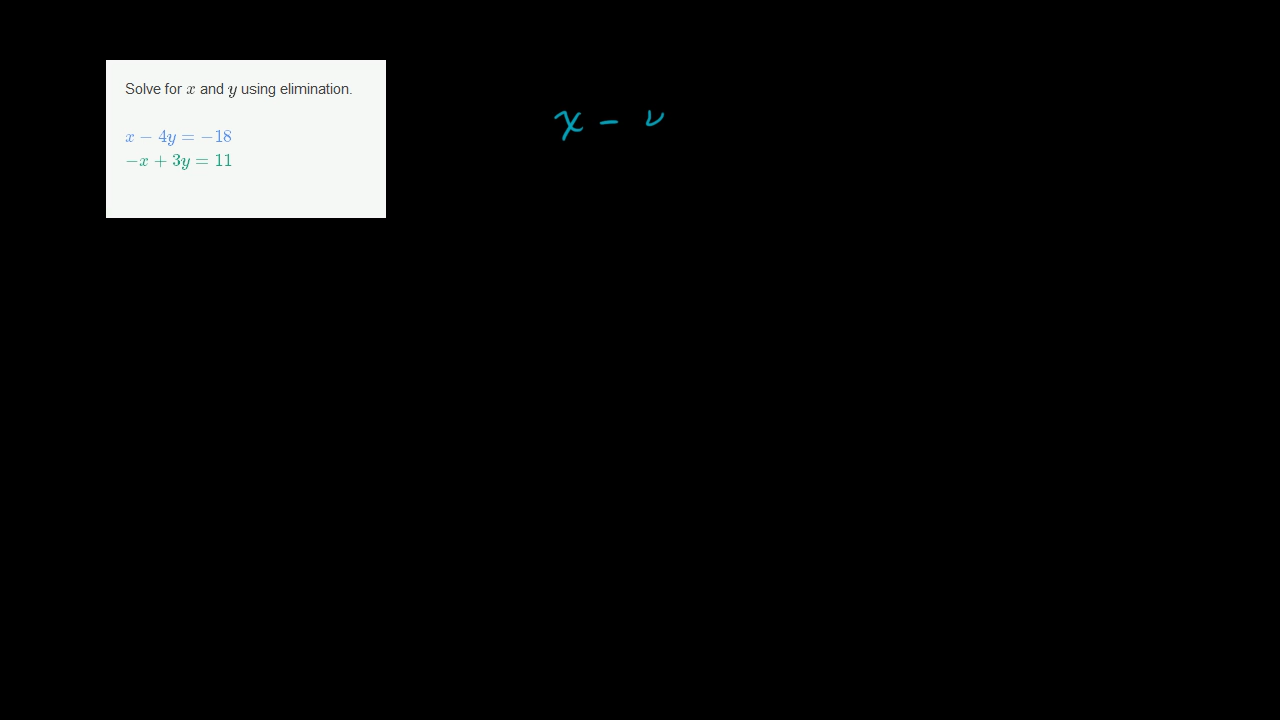 Solve for x and y using elimination.
x − 4y = −18
−x + 3y = 11
x −